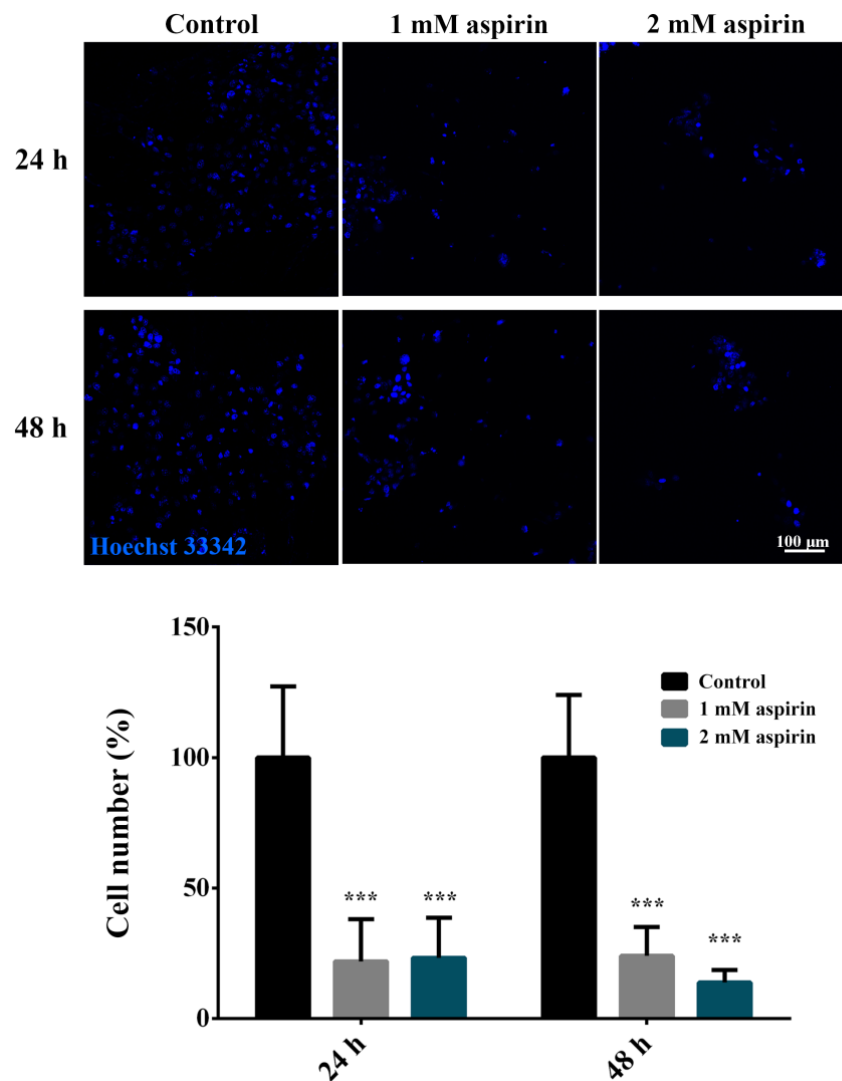 Control 1 mM aspirin 2 mM aspirin
24 h
48 h
Hoechst 33342
100 μm
150
100
50
0
Cell number (%)
Control
1 mM aspirin
2 mM aspirin
*** ***
*** ***
24 h 48 h